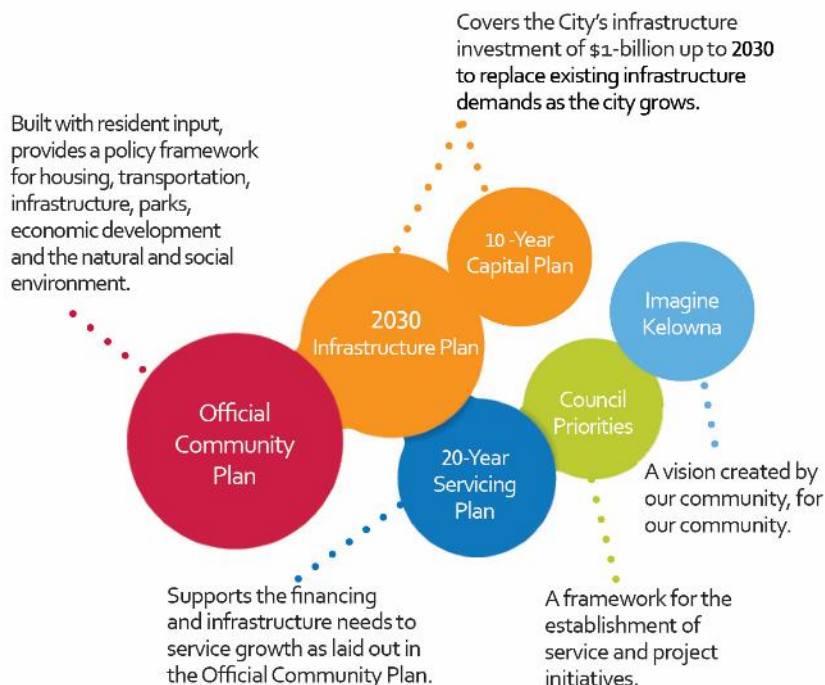 Covers the City's infrastructure
investment of $1-billion up to 2030
to replace existing infrastructure
demands as the city grows.
Built with resident input,
provides a policy framework
for housing, transportation,
infrastructure, parks,
economic development
and the natural and social
environment.
10 -Year
Capital Plan
Imagine
Kelowna
2030
Infrastructure Plan
Council
Priorities
Official
Community
Plan
20-Year
Servicing
Plan
A vision created by
our community, for
our community.
Supports the financing
and infrastructure needs to
service growth as laid out in
the Official Community Plan.
A framework for the
establishment of
service and project
initiatives.